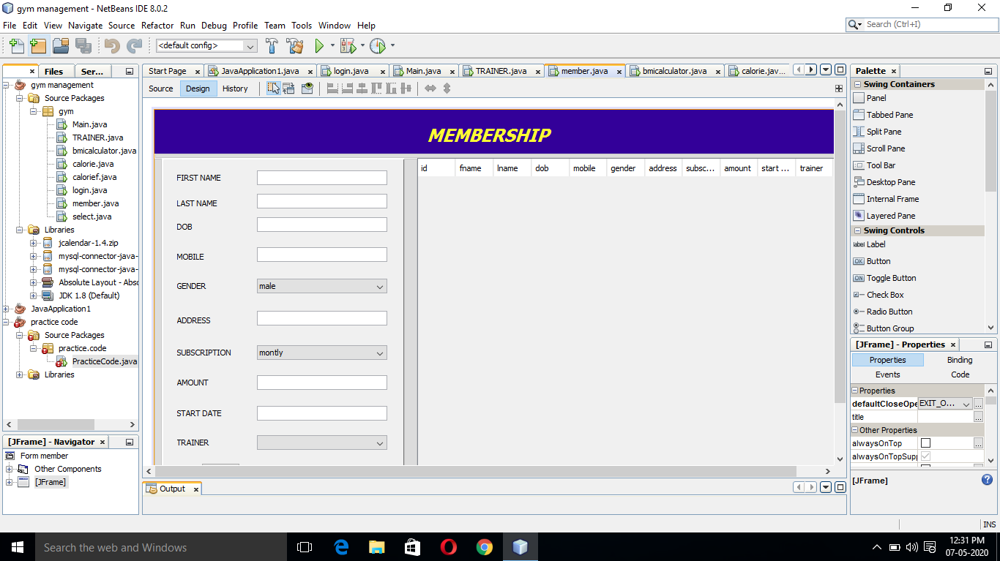 gym management - NetBeans IDE 8.0.2
File Edit View Navigate Source Refactor Run Debug Profile Team Tools Window Help
Search (Ctrl+I)
<default config>
Files Ser...
Start Page JavaApplication1.java login.java Main.java TRAINER.java member.java bmicalculator.java calorie.jav...
Source Design History
gym management
Source Packages
gym
Main.java
TRAINER.java
bmicalculator.java
calorie.java
calorief.java
login.java
member.java
select.java
Libraries
jcalendar-1.4.zip
mysql-connector-java-
mysql-connector-java-
Absolute Layout - Abso
JDK 1.8 (Default)
JavaApplication1
practice code
Source Packages
practice.code
PracticeCode.java
Libraries
[JFrame] - Navigator
Form member
Other Components
[JFrame]
MEMBERSHIP
FIRST NAME
LAST NAME
DOB
MOBILE
GENDER male
ADDRESS
SUBSCRIPTION montly
AMOUNT
START DATE
TRAINER
id fname lname dob mobile gender address subsc... amount start ... trainer
Output
Palette
Swing Containers
Panel
Tabbed Pane
Split Pane
Scroll Pane
Tool Bar
Desktop Pane
Internal Frame
Layered Pane
Swing Controls
label Label
OK Button
ON Toggle Button
Check Box
Radio Button
Button Group
[JFrame] - Properties
Properties Binding
Events Code
Properties
defaultCloseOpe EXIT_O... ...
title ...
Other Properties
alwaysOnTop ...
alwaysOnTopSupp
[JFrame]
INS
Search the web and Windows
12:31 PM
07-05-2020